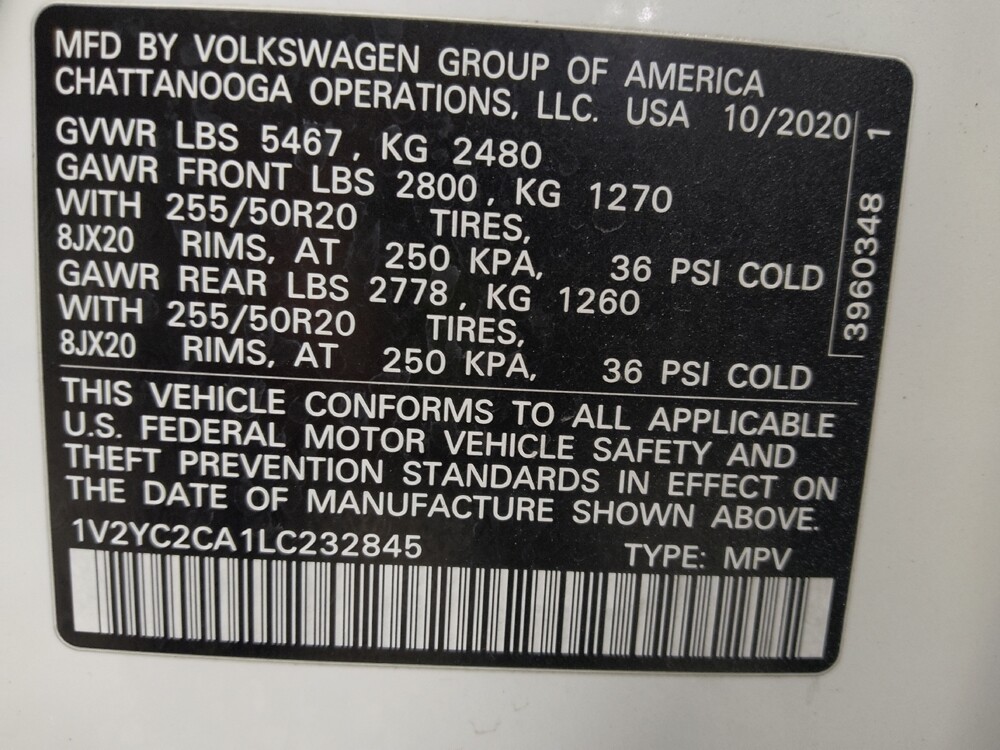 MFD BY VOLKSWAGEN GROUP OF AMERICA
CHATTANOOGA OPERATIONS, LLC. USA 10/2020
GVWR LBS 5467, KG 2480
GAWR FRONT LBS 2800, KG 1270
WITH 255/50R20 TIRES,
8JX20 RIMS, AT 250 KPA, 36 PSI COLD
GAWR REAR LBS 2778, KG 1260
WITH 255/50R20 TIRES,
8JX20 RIMS, AT 250 KPA, 36 PSI COLD
3960348 1
THIS VEHICLE CONFORMS TO ALL APPLICABLE
U.S. FEDERAL MOTOR VEHICLE SAFETY AND
THEFT PREVENTION STANDARDS IN EFFECT ON
THE DATE OF MANUFACTURE SHOWN ABOVE.
1V2YC2CA1LC232845 TYPE: MPV